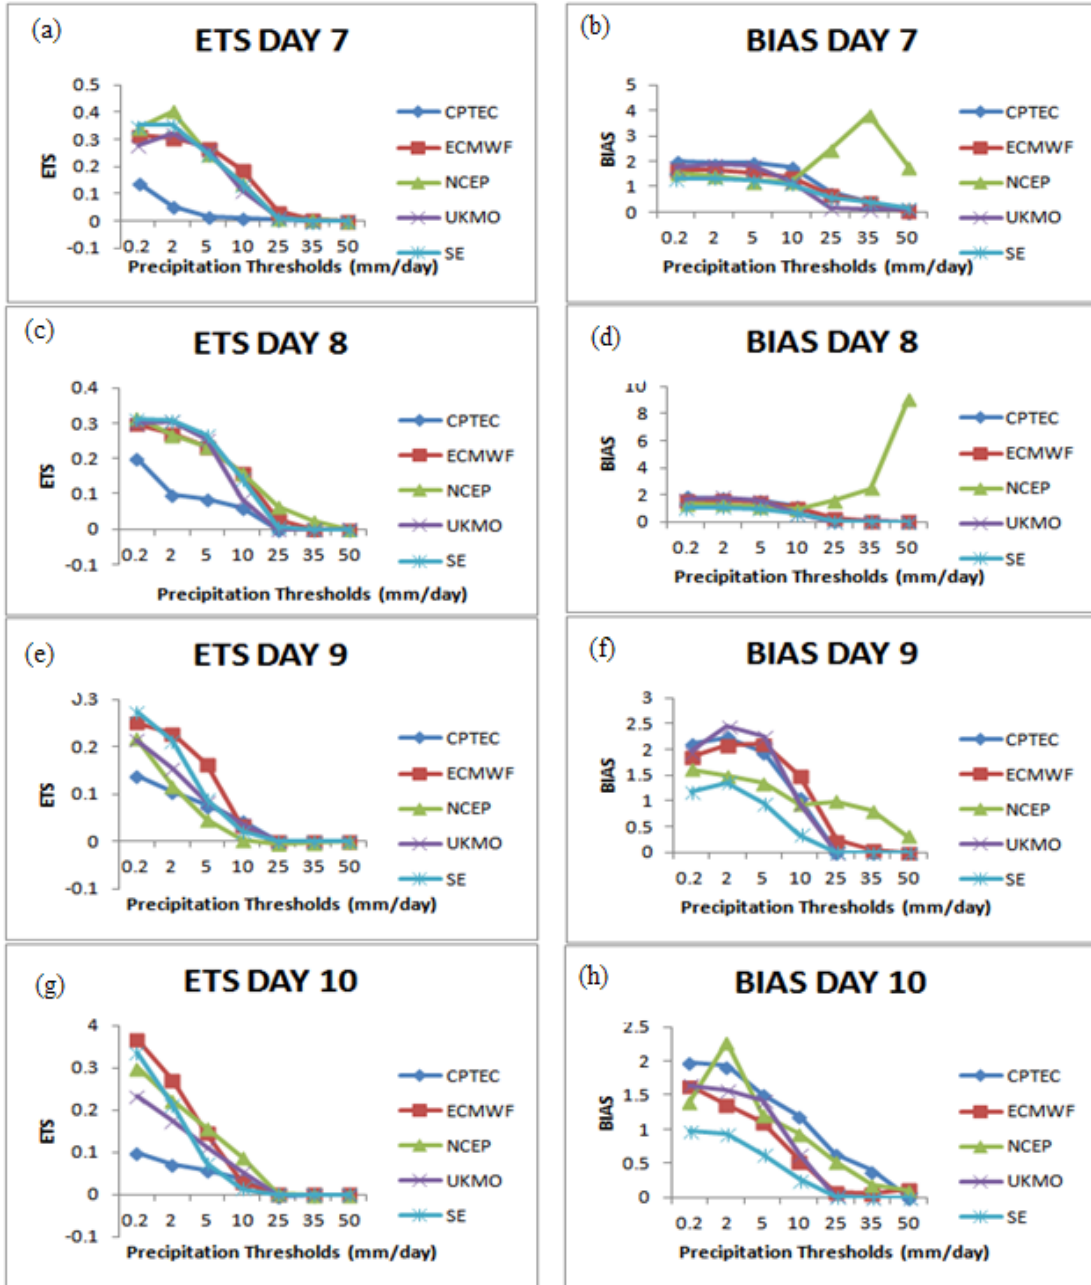 (a)
ETS DAY 7
0.5
0.4
0.3
0.2
0.1
0
-0.1
ETS
0.2 2 5 10 25 35 50
Precipitation Thresholds (mm/day)
CPTEC
ECMWF
NCEP
UKMO
SE
(b)
BIAS DAY 7
5
4
3
2
1
0
BIAS
0.2 2 5 10 25 35 50
Precipitation Thresholds (mm/day)
CPTEC
ECMWF
NCEP
UKMO
SE
(c)
ETS DAY 8
0.4
0.3
0.2
0.1
0
-0.1
ETS
0.2 2 5 10 25 35 50
Precipitation Thresholds (mm/day)
CPTEC
ECMWF
NCEP
UKMO
SE
(d)
BIAS DAY 8
10
8
6
4
2
0
BIAS
0.2 2 5 10 25 35 50
Precipitation Thresholds (mm/day)
CPTEC
ECMWF
NCEP
UKMO
SE
(e)
ETS DAY 9
0.3
0.2
0.1
0
-0.1
ETS
0.2 2 5 10 25 35 50
Precipitation Thresholds (mm/day)
CPTEC
ECMWF
NCEP
UKMO
SE
(f)
BIAS DAY 9
3
2.5
2
1.5
1
0.5
0
BIAS
0.2 2 5 10 25 35 50
Precipitation Thresholds (mm/day)
CPTEC
ECMWF
NCEP
UKMO
SE
(g)
ETS DAY 10
4
0.3
0.2
0.1
0
-0.1
ETS
0.2 2 5 10 25 35 50
Precipitation Thresholds (mm/day)
CPTEC
ECMWF
NCEP
UKMO
SE
(h)
BIAS DAY 10
2.5
2
1.5
1
0.5
0
BIAS
0.2 2 5 10 25 35 50
Precipitation Thresholds (mm/day)
CPTEC
ECMWF
NCEP
UKMO
SE